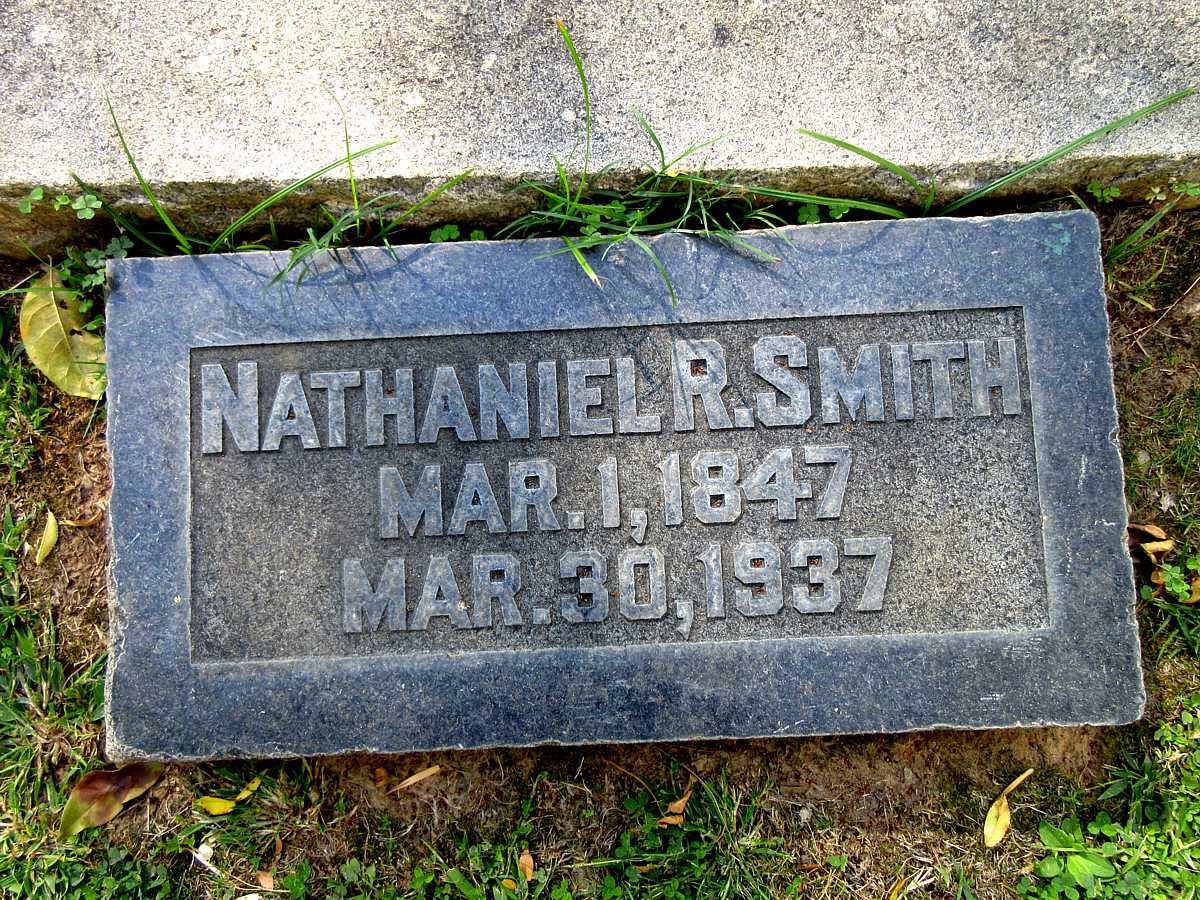 NATHANIEL R. SMITH
MAR. 1, 1847
MAR. 30, 1937